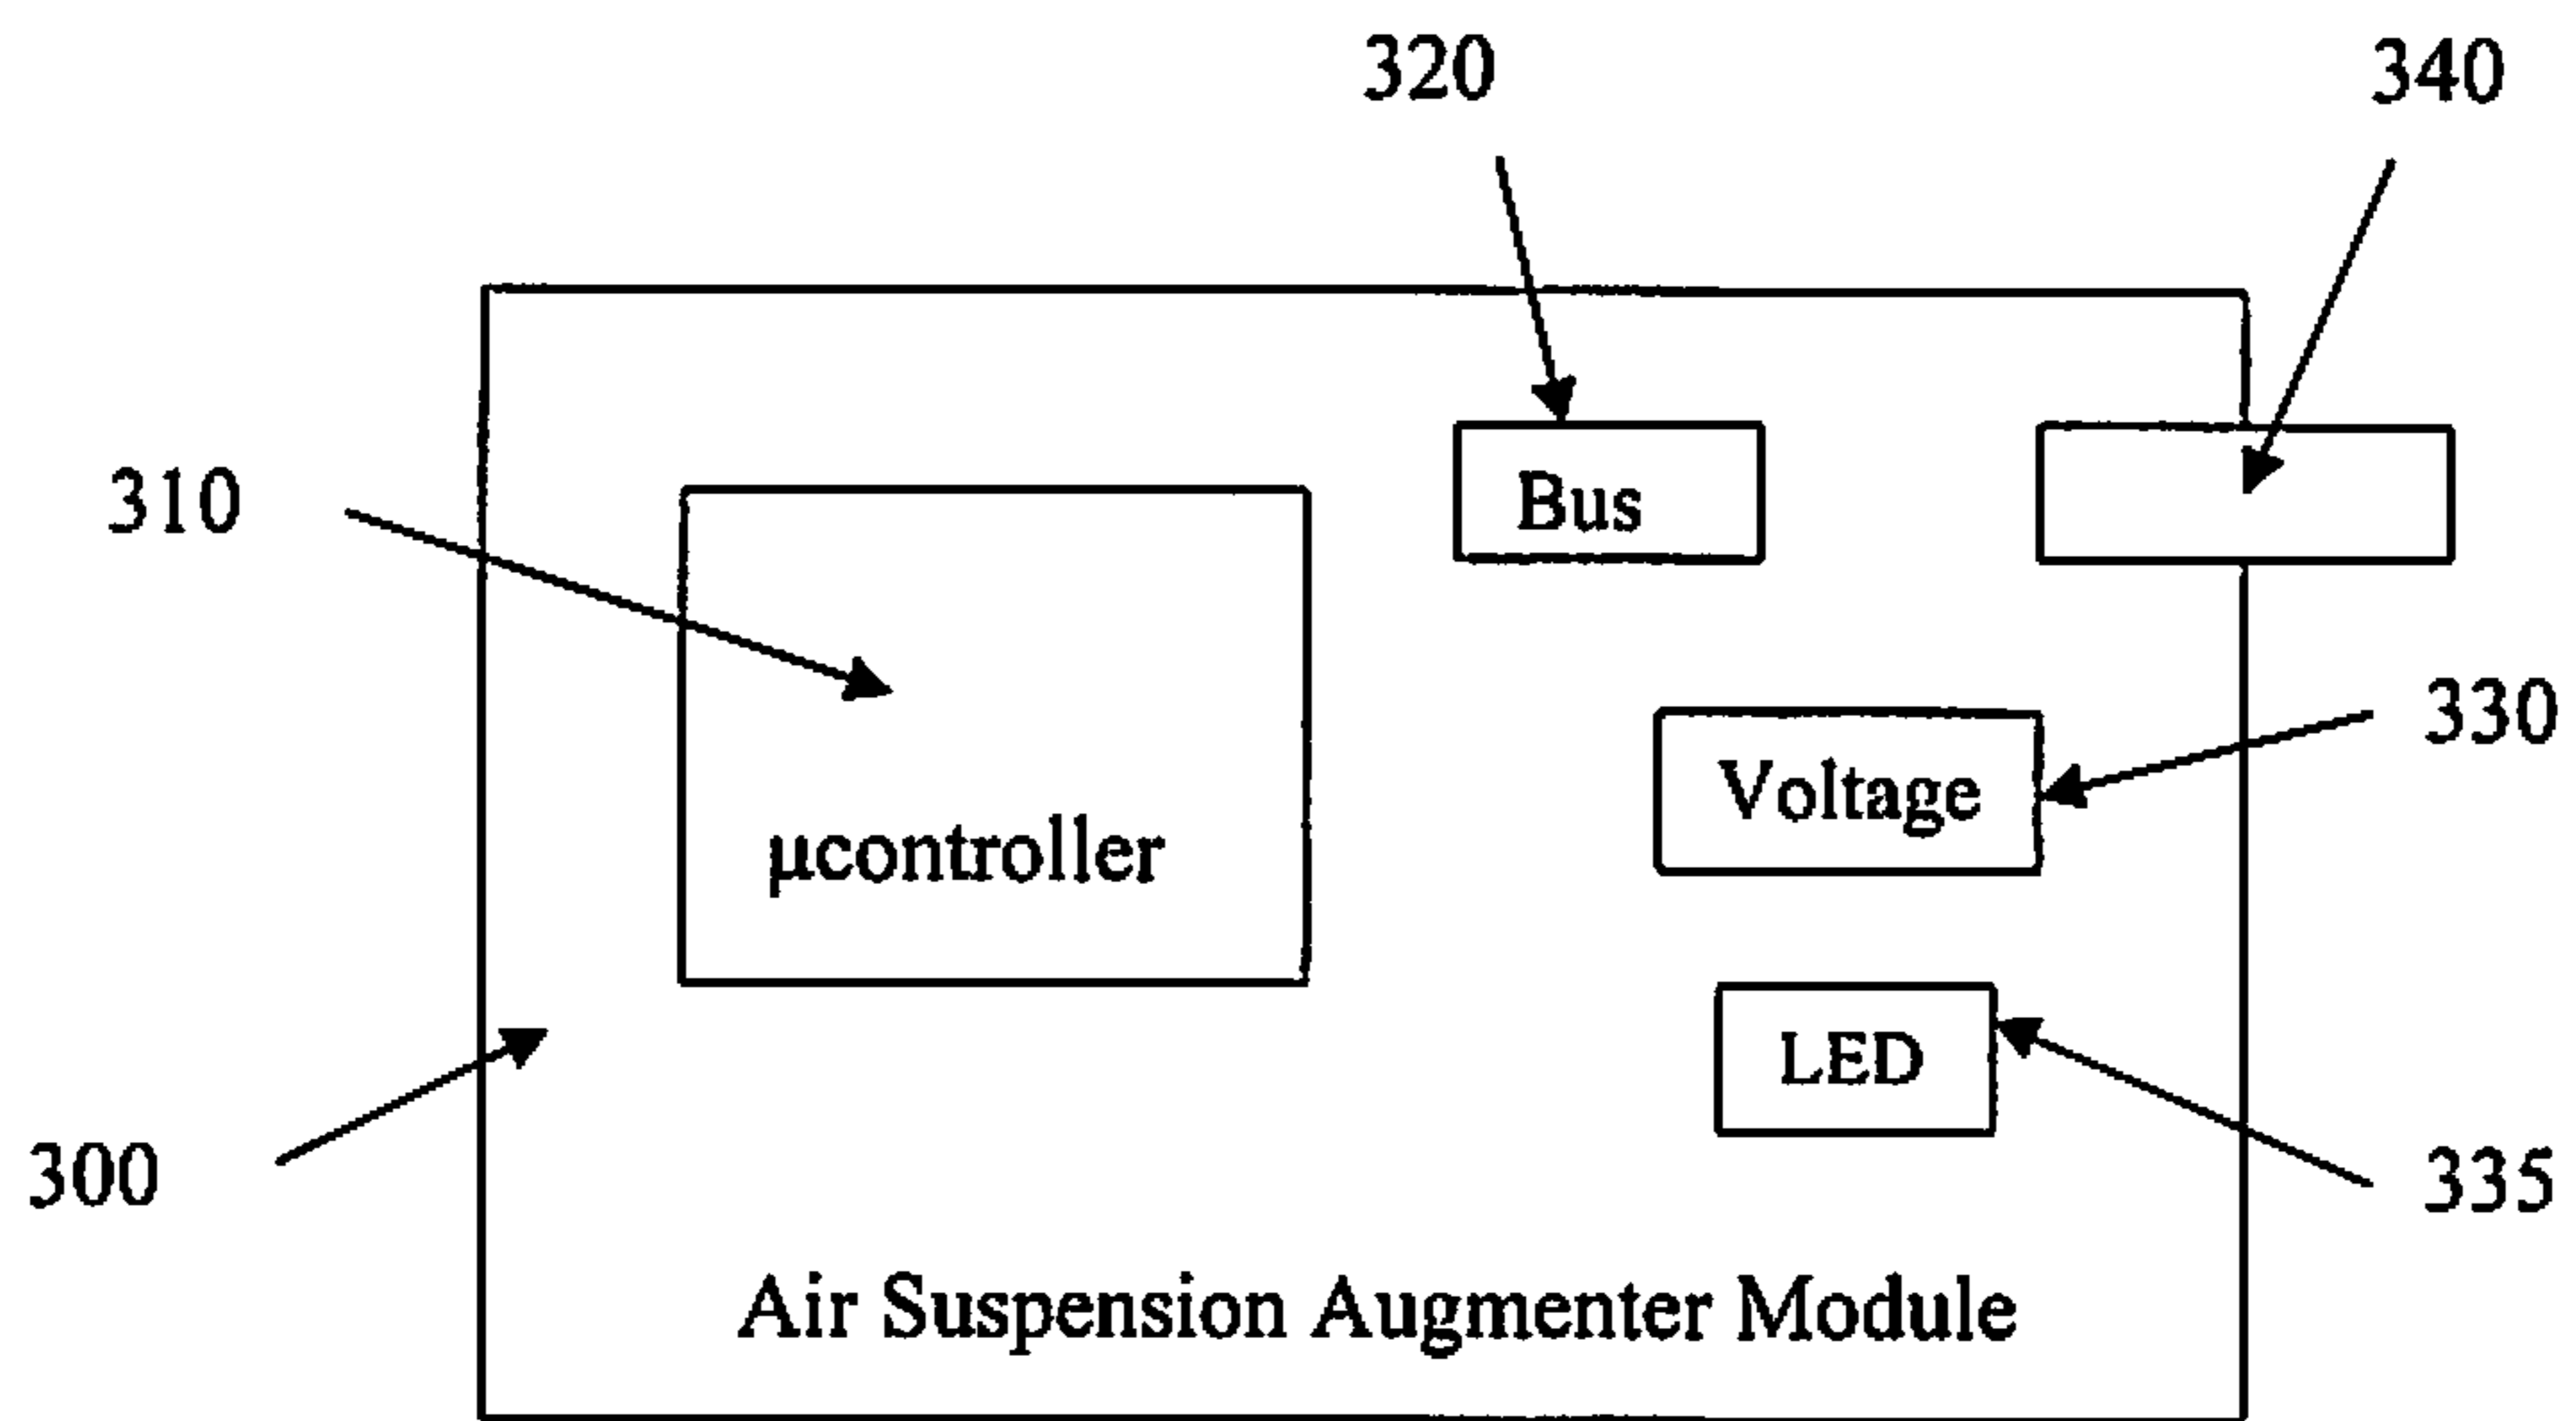 320
340
310
Bus
330
Voltage
μcontroller
LED
300
335
Air Suspension Augmenter Module